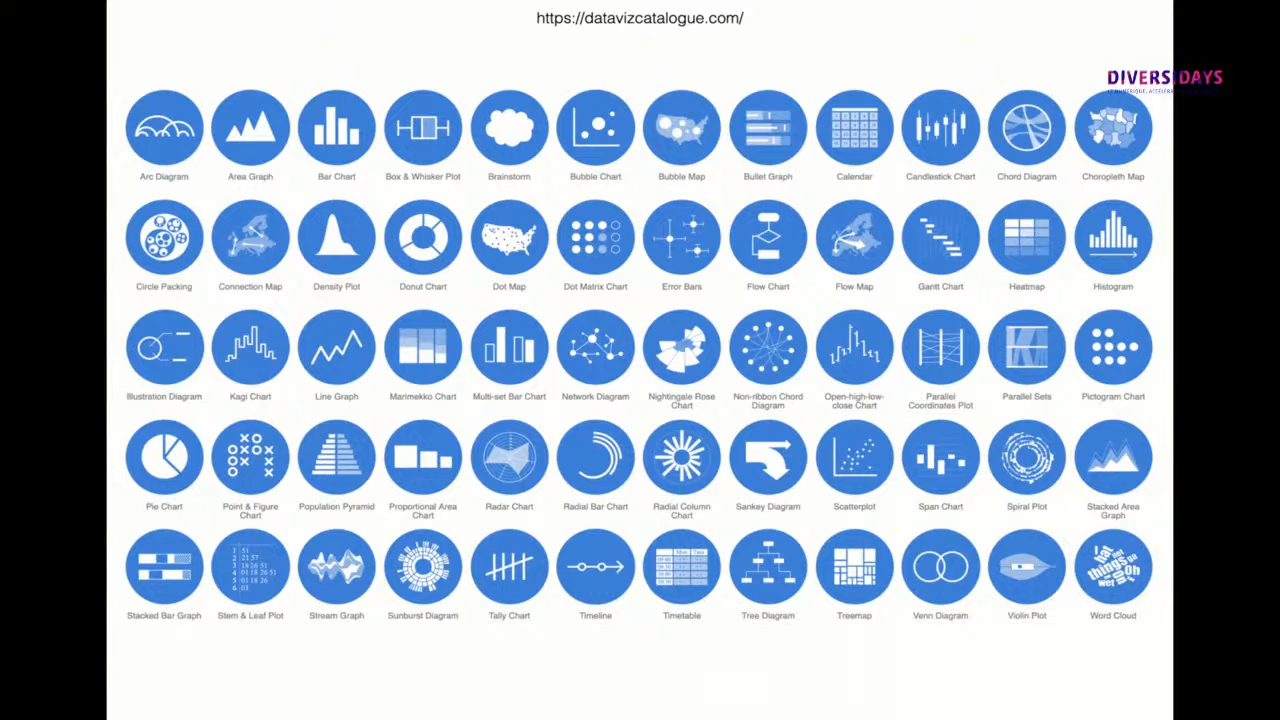 https://datavizcatalogue.com/
DIVERSIDAYS
Arc Diagram
Area Graph
Bar Chart
Box & Whisker Plot
Brainstorm
Bubble Chart
Bubble Map
Bullet Graph
Calendar
Candlestick Chart
Chord Diagram
Choropleth Map
Circle Packing
Connection Map
Density Plot
Donut Chart
Dot Map
Dot Matrix Chart
Error Bars
Flow Chart
Flow Map
Gantt Chart
Heatmap
Histogram
Illustration Diagram
Kagi Chart
Line Graph
Marimekko Chart
Multi-set Bar Chart
Network Diagram
Nightingale Rose
Chart
Non-ribbon Chord
Diagram
Open-high-low-
close Chart
Parallel
Coordinates Plot
Parallel Sets
Pictogram Chart
Pie Chart
Point & Figure
Chart
Population Pyramid
Proportional Area
Chart
Radar Chart
Radial Bar Chart
Radial Column
Chart
Sankey Diagram
Scatterplot
Span Chart
Spiral Plot
Stacked Area
Graph
Stacked Bar Graph
Stem & Leaf Plot
Stream Graph
Sunburst Diagram
Tally Chart
Timeline
Timetable
Tree Diagram
Treemap
Venn Diagram
Violin Plot
Word Cloud